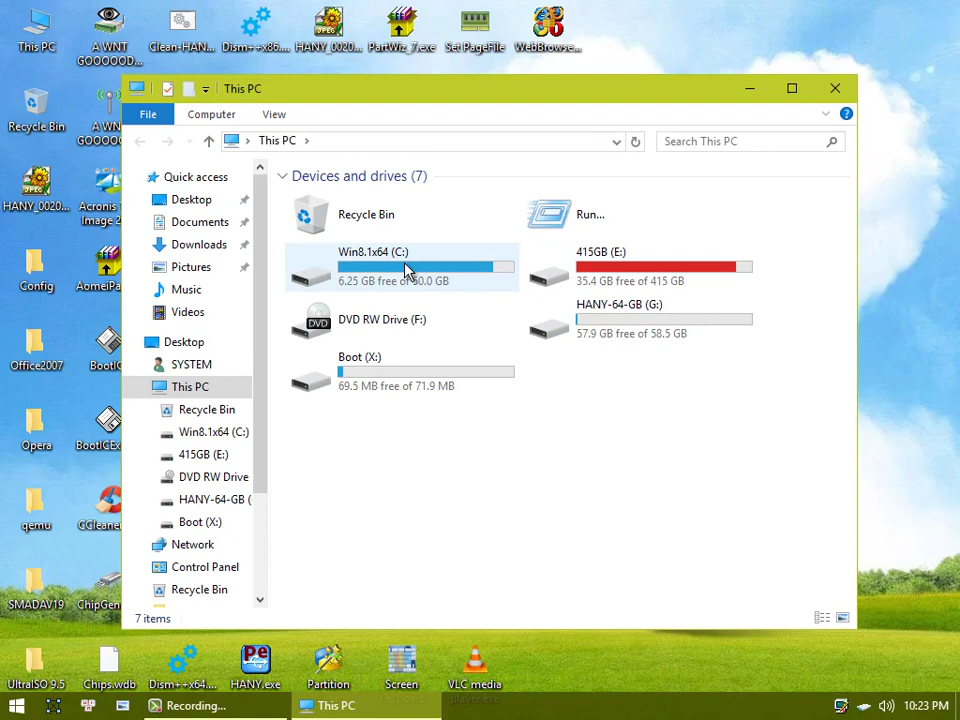 This PC
A WNT
GOOOOD...
Clean-HAN...
Dism++x86....
HANY_0020...
PartWiz_7.exe
Set PageFile
WebBrowse...
Recycle Bin
A WN
GOOOO
HANY_0020...
Acronis
Image 2
Config
AomeiPa
Office2007
BootIC
Opera
BootICEx
qemu
CCleane
SMADAV19
ChipGen
UltraISO 9.5
Chips.wdb
Dism++x64....
HANY.exe
Partition
Screen
VLC media
This PC
File
Computer
View
This PC
Search This PC
Quick access
Desktop
Documents
Downloads
Pictures
Music
Videos
Desktop
SYSTEM
This PC
Recycle Bin
Win8.1x64 (C:)
415GB (E:)
DVD RW Drive
HANY-64-GB (
Boot (X:)
Network
Control Panel
Recycle Bin
Devices and drives (7)
Recycle Bin
Run...
Win8.1x64 (C:)
6.25 GB free of 50.0 GB
415GB (E:)
35.4 GB free of 415 GB
DVD RW Drive (F:)
DVD
HANY-64-GB (G:)
57.9 GB free of 58.5 GB
Boot (X:)
69.5 MB free of 71.9 MB
7 items
Recording...
This PC
10:23 PM